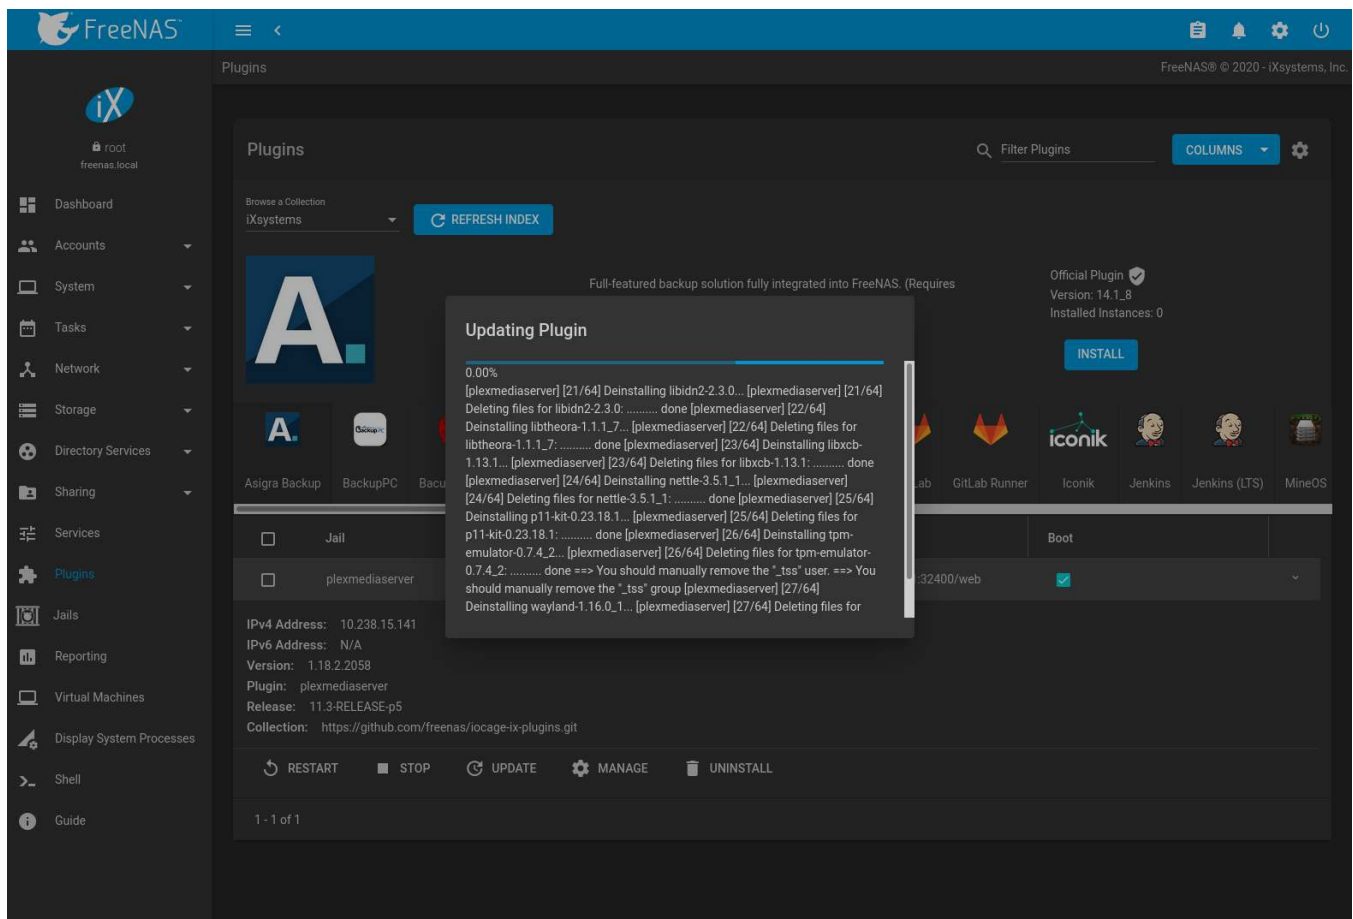 FreeNAS
Plugins
FreeNAS® © 2020 - iXsystems, Inc.
iX
root
freenas.local
Dashboard
Accounts
System
Tasks
Network
Storage
Directory Services
Sharing
Services
Plugins
Jails
Reporting
Virtual Machines
Display System Processes
Shell
Guide
Plugins
Filter Plugins
COLUMNS
Browse a Collection
iXsystems
REFRESH INDEX
A.
Full-featured backup solution fully integrated into FreeNAS. (Requires
Official Plugin
Version: 14.1_8
Installed Instances: 0
INSTALL
Updating Plugin
0.00%
[plexmediaserver] [21/64] Deinstalling libidn2-2.3.0... [plexmediaserver] [21/64]
Deleting files for libidn2-2.3.0: .......... done [plexmediaserver] [22/64]
Deinstalling libtheora-1.1.1_7... [plexmediaserver] [22/64] Deleting files for
libtheora-1.1.1_7: .......... done [plexmediaserver] [23/64] Deinstalling libxcb-
1.13.1... [plexmediaserver] [23/64] Deleting files for libxcb-1.13.1: .......... done
[plexmediaserver] [24/64] Deinstalling nettle-3.5.1_1... [plexmediaserver]
[24/64] Deleting files for nettle-3.5.1_1: .......... done [plexmediaserver] [25/64]
Deinstalling p11-kit-0.23.18.1... [plexmediaserver] [25/64] Deleting files for
p11-kit-0.23.18.1: .......... done [plexmediaserver] [26/64] Deinstalling tpm-
emulator-0.7.4_2... [plexmediaserver] [26/64] Deleting files for tpm-emulator-
0.7.4_2: .......... done ==> You should manually remove the "_tss" user. ==> You
should manually remove the "_tss" group [plexmediaserver] [27/64]
Deinstalling wayland-1.16.0_1... [plexmediaserver] [27/64] Deleting files for
A.
BackupPC
iconik
Asigra Backup
BackupPC
Bacu
Lab
GitLab Runner
Iconik
Jenkins
Jenkins (LTS)
MineOS
Jail
Boot
plexmediaserver
:32400/web
IPv4 Address: 10.238.15.141
IPv6 Address: N/A
Version: 1.18.2.2058
Plugin: plexmediaserver
Release: 11.3-RELEASE-p5
Collection: https://github.com/freenas/iocage-ix-plugins.git
RESTART
STOP
UPDATE
MANAGE
UNINSTALL
1 - 1 of 1